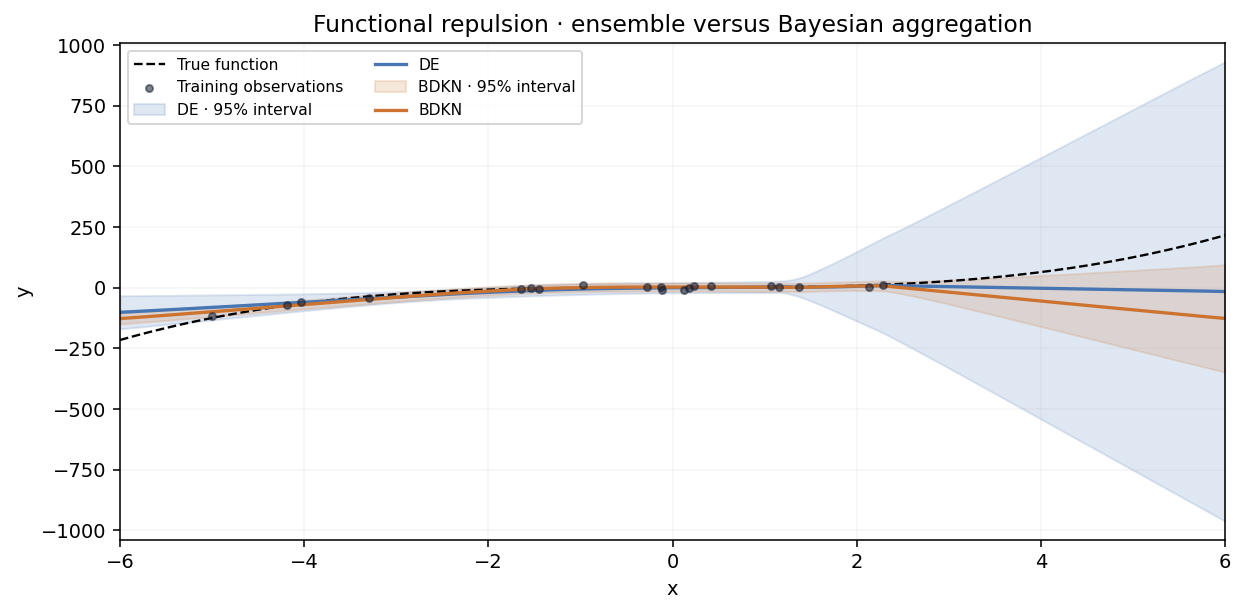 Functional repulsion · ensemble versus Bayesian aggregation
1000
750
500
250
0
−250
−500
−750
−1000
y
True function
Training observations
DE · 95% interval
DE
BDKN · 95% interval
BDKN
−6
−4
−2
0
2
4
6
x